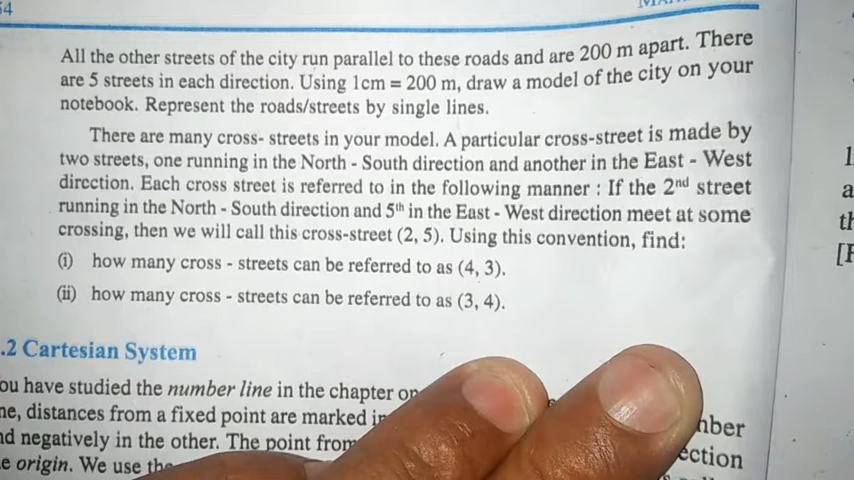 All the other streets of the city run parallel to these roads and are 200 m apart. There
are 5 streets in each direction. Using 1cm = 200 m, draw a model of the city on your
notebook. Represent the roads/streets by single lines.
There are many cross- streets in your model. A particular cross-street is made by
two streets, one running in the North - South direction and another in the East - West
direction. Each cross street is referred to in the following manner : If the 2nd street
running in the North - South direction and 5th in the East - West direction meet at some
crossing, then we will call this cross-street (2, 5). Using this convention, find:
(i) how many cross - streets can be referred to as (4, 3).
(ii) how many cross - streets can be referred to as (3, 4).
.2 Cartesian System
ou have studied the number line in the chapter on
ne, distances from a fixed point are marked in
nd negatively in the other. The point from
e origin. We use the